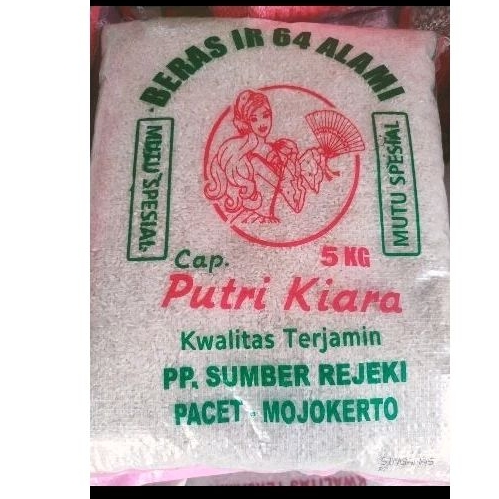 BERAS IR 64 ALAMI
MUTU SPESIAL
MUTU SPESIAL
5 KG
Cap.
Putri Kiara
Kwalitas Terjamin
PP. SUMBER REJEKI
PACET - MOJOKERTO